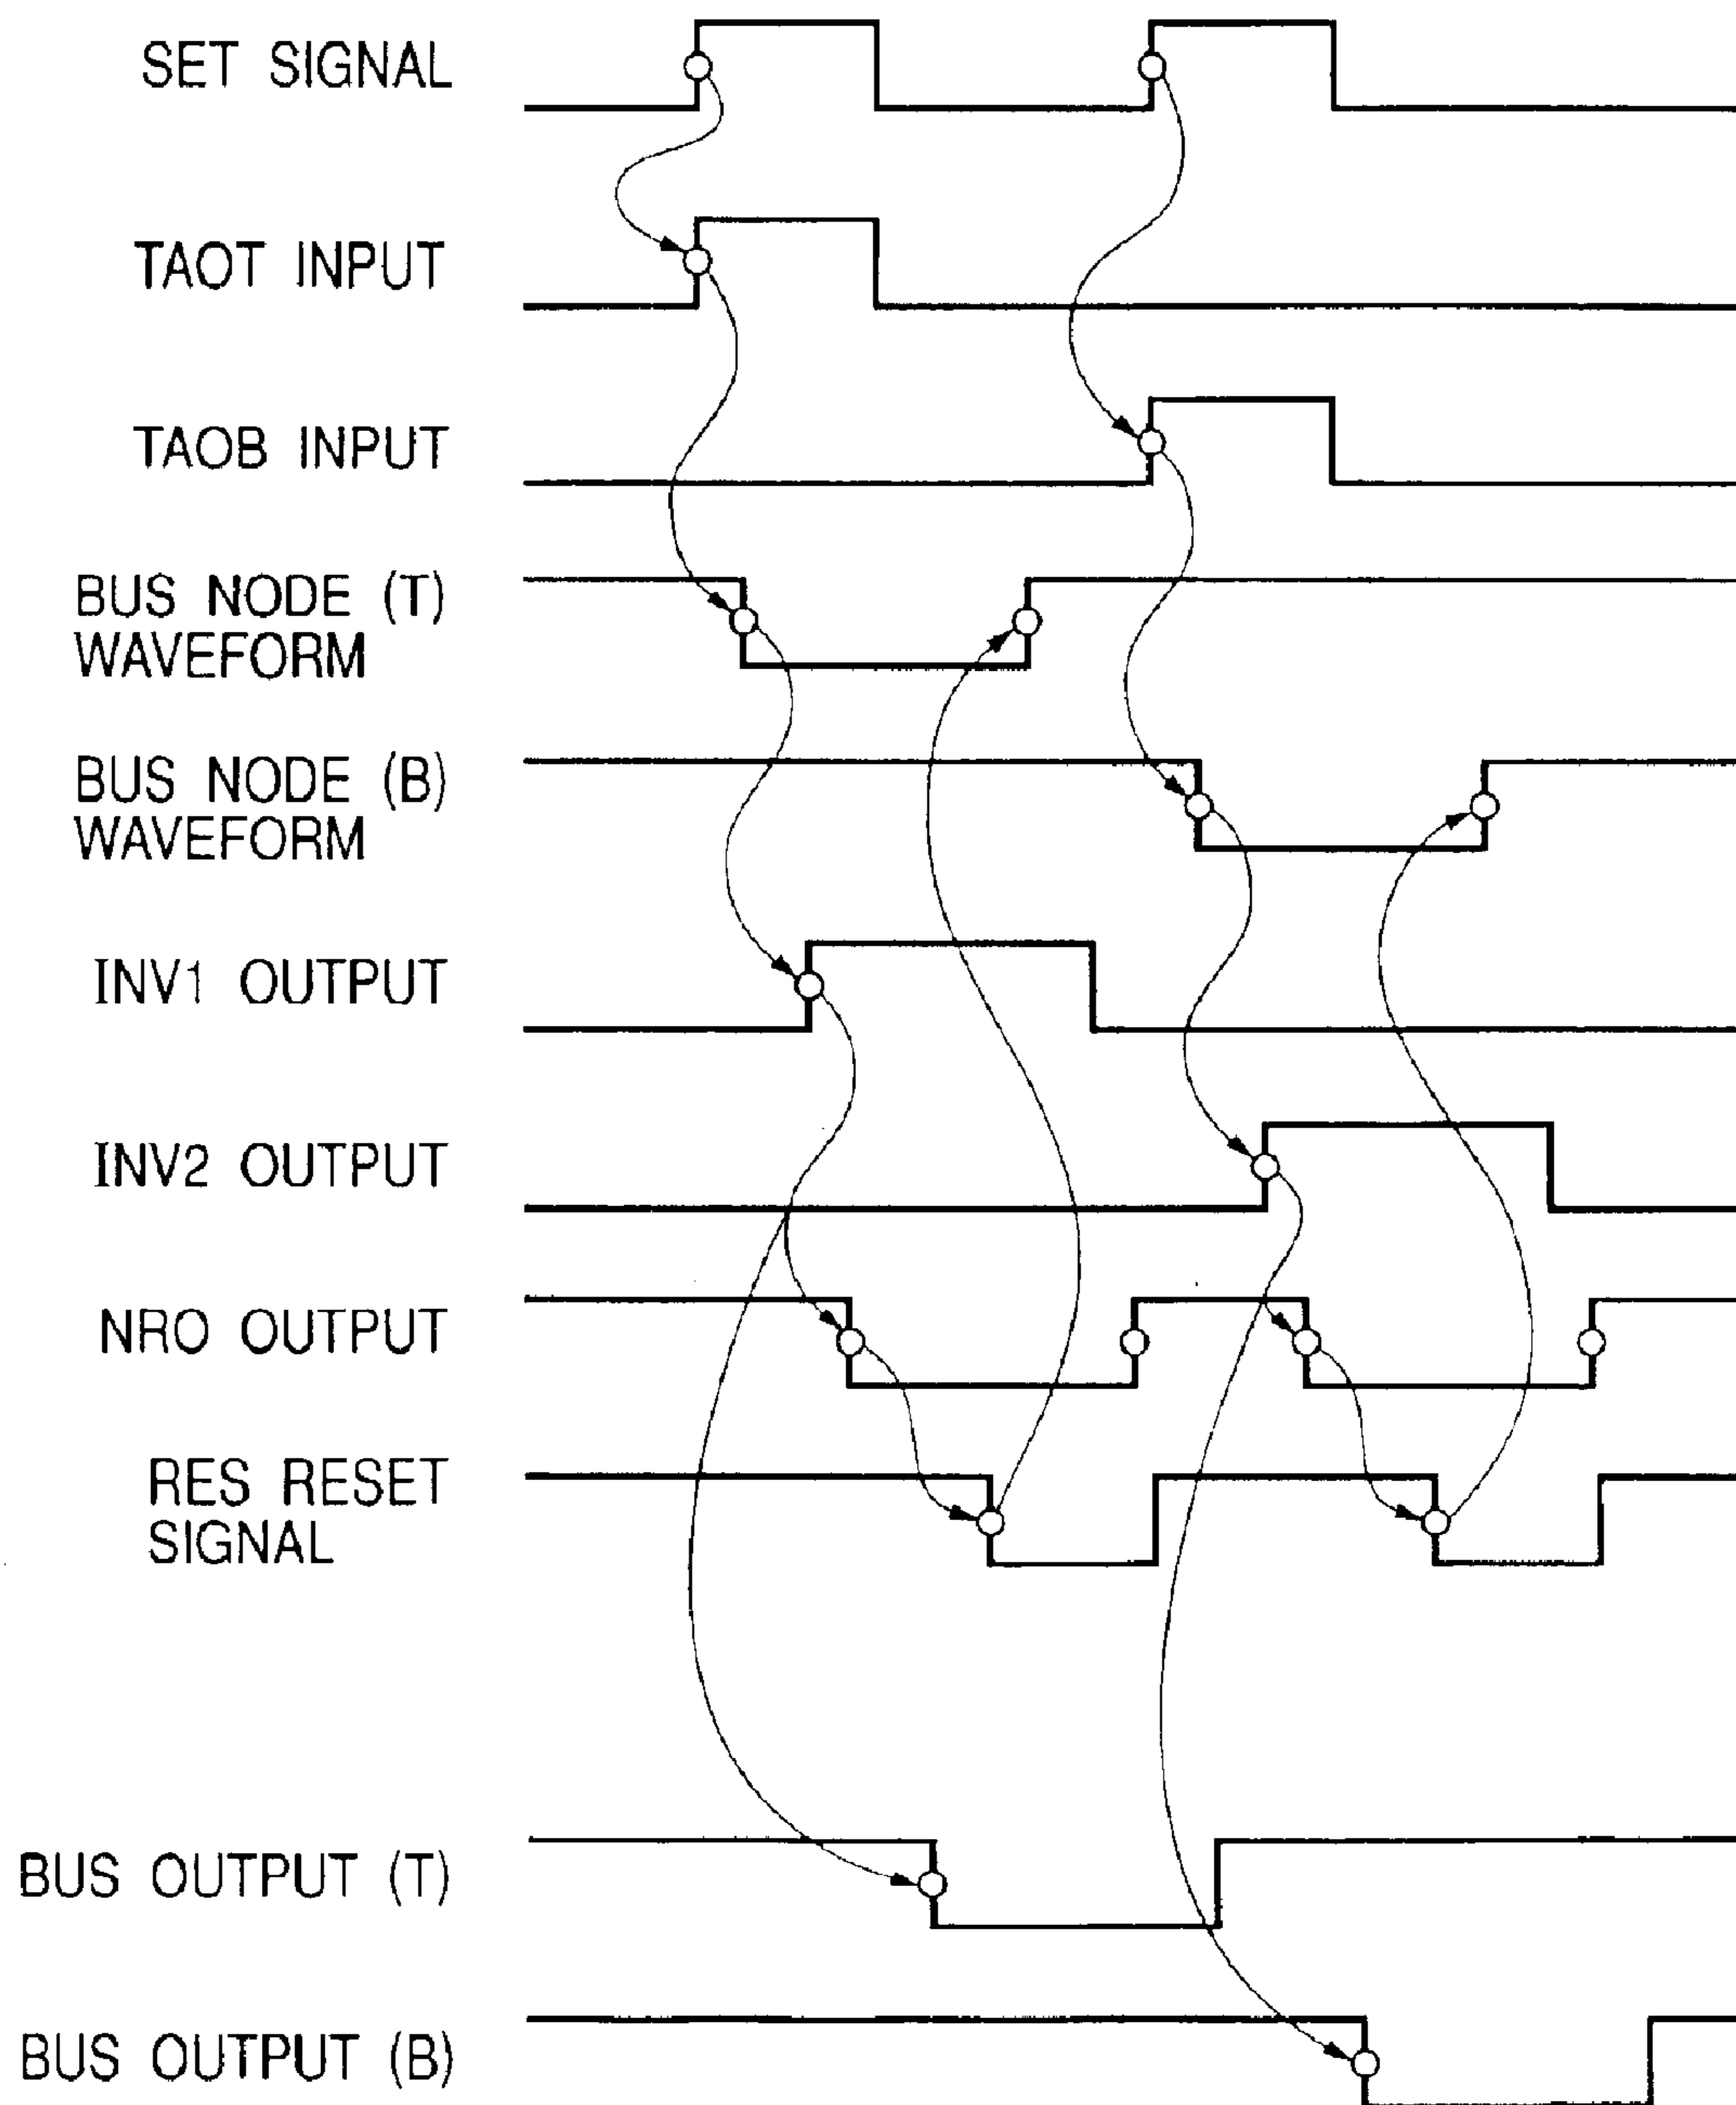 SET SIGNAL
TAOT INPUT
TAOB INPUT
BUS NODE (T)
WAVEFORM
BUS NODE (B)
WAVEFORM
INV1 OUTPUT
INV2 OUTPUT
NRO OUTPUT
RES RESET
SIGNAL
BUS OUTPUT (T)
BUS OUTPUT (B)